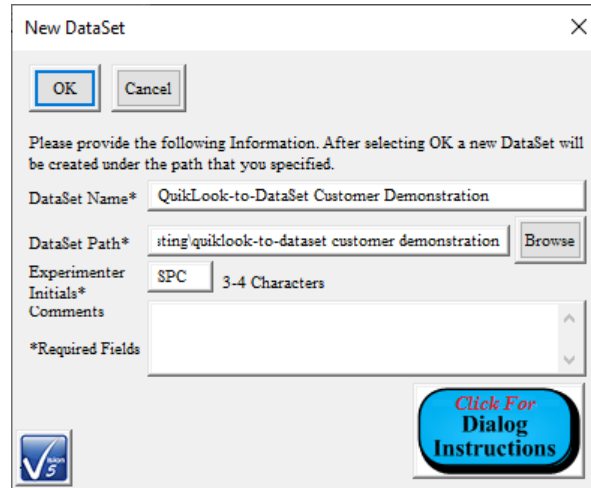 New DataSet
OK
Cancel
Please provide the following Information. After selecting OK a new DataSet will
be created under the path that you specified.
DataSet Name*
QuikLook-to-DataSet Customer Demonstration
DataSet Path*
sting\quiklook-to-dataset customer demonstration
Browse
Experimenter
Initials*
SPC
3-4 Characters
Comments
*Required Fields
Click For
Dialog
Instructions
Vision
5